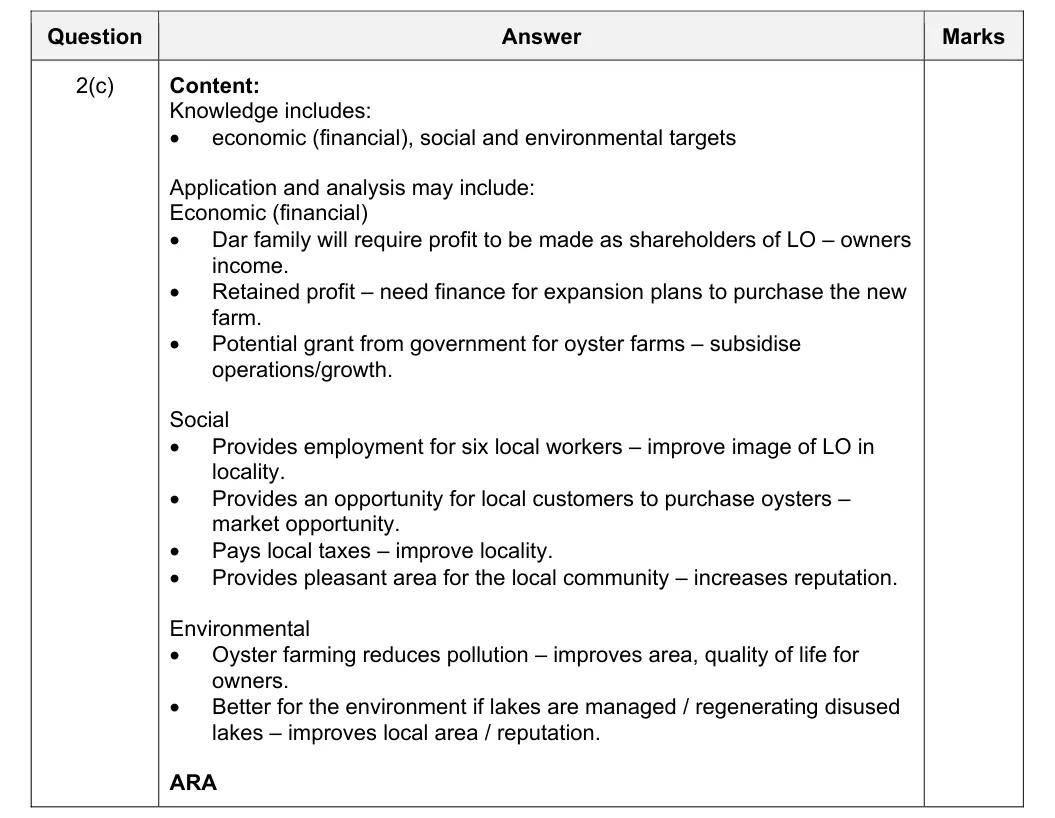 Question Answer Marks
2(c) Content:
Knowledge includes:
• economic (financial), social and environmental targets
Application and analysis may include:
Economic (financial)
• Dar family will require profit to be made as shareholders of LO – owners
income.
• Retained profit – need finance for expansion plans to purchase the new
farm.
• Potential grant from government for oyster farms – subsidise
operations/growth.
Social
• Provides employment for six local workers – improve image of LO in
locality.
• Provides an opportunity for local customers to purchase oysters –
market opportunity.
• Pays local taxes – improve locality.
• Provides pleasant area for the local community – increases reputation.
Environmental
• Oyster farming reduces pollution – improves area, quality of life for
owners.
• Better for the environment if lakes are managed / regenerating disused
lakes – improves local area / reputation.
ARA